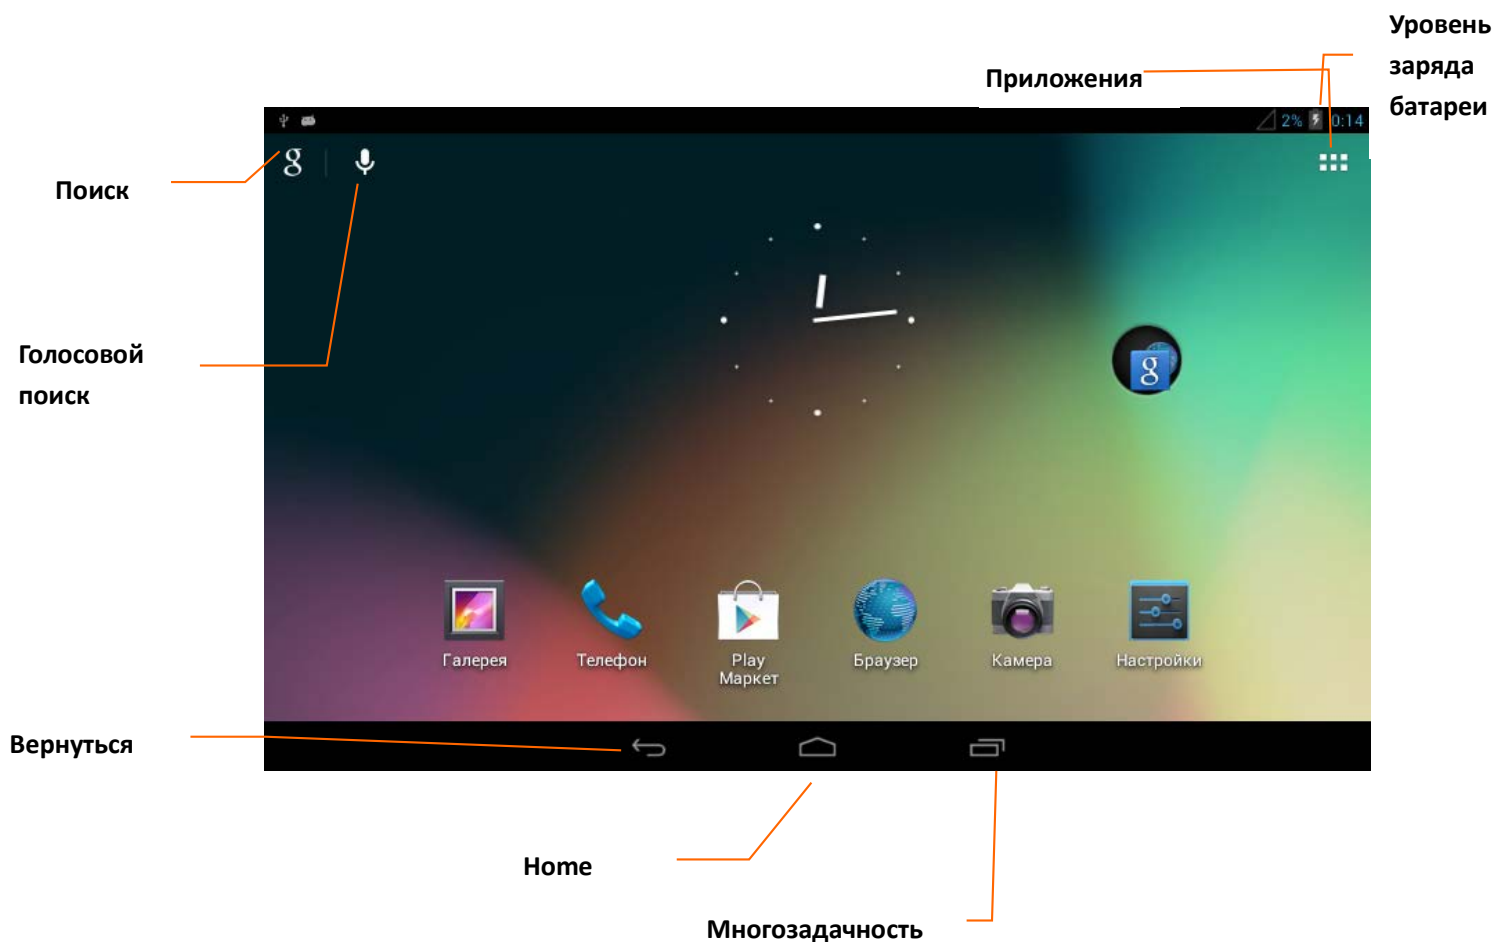 Уровень
заряда
батареи
Приложения
2% 0:14
g
Поиск
Голосовой
поиск
g
Галерея
Телефон
Play
Маркет
Браузер
Камера
Настройки
Вернуться
Home
Многозадачность